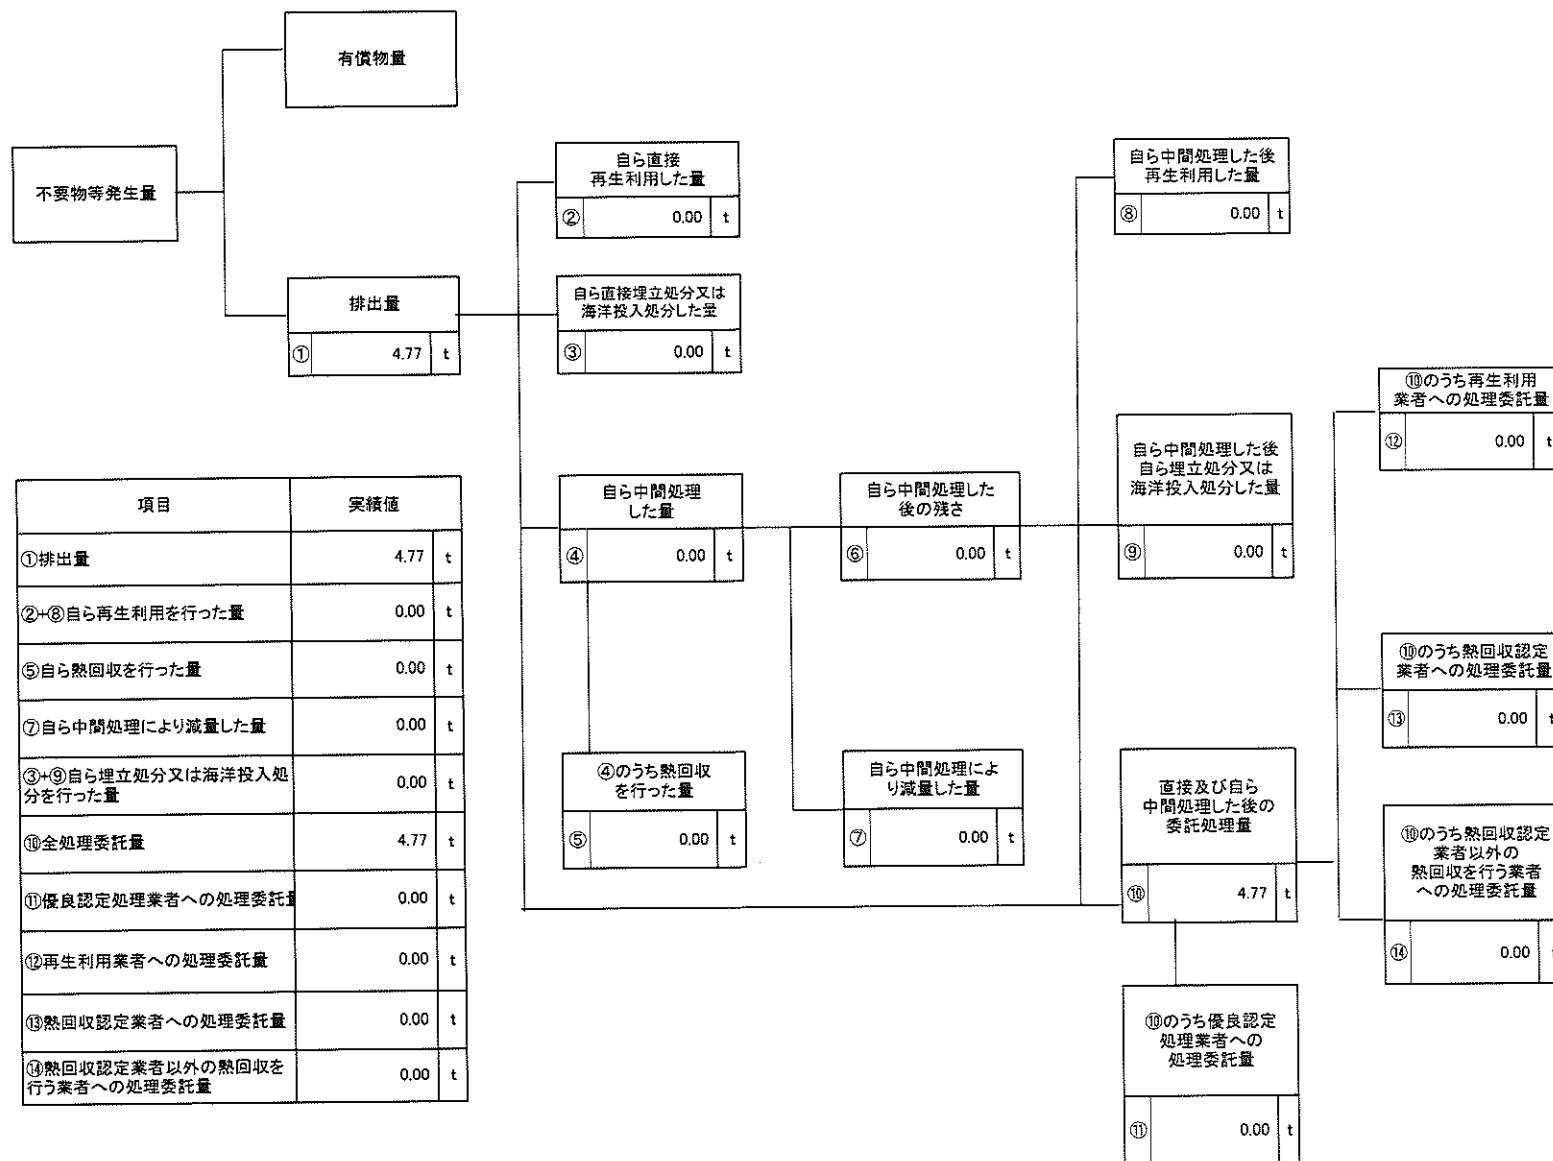 有償物量
不要物等発生量
排出量
① 4.77 t
自ら直接
再生利用した量
② 0.00 t
自ら直接埋立処分又は
海洋投入処分した量
③ 0.00 t
自ら中間処理
した量
④ 0.00 t
④のうち熱回収
を行った量
⑤ 0.00 t
自ら中間処理した
後の残さ
⑥ 0.00 t
自ら中間処理によ
り減量した量
⑦ 0.00 t
自ら中間処理した後
再生利用した量
⑧ 0.00 t
自ら中間処理した後
自ら埋立処分又は
海洋投入処分した量
⑨ 0.00 t
直接及び自ら
中間処理した後の
委託処理量
⑩ 4.77 t
⑩のうち優良認定
処理業者への
処理委託量
⑪ 0.00 t
⑩のうち再生利用
業者への処理委託量
⑫ 0.00 t
⑩のうち熱回収認定
業者への処理委託量
⑬ 0.00 t
⑩のうち熱回収認定
業者以外の
熱回収を行う業者
への処理委託量
⑭ 0.00
項目 実績値
①排出量 4.77 t
②+⑧自ら再生利用を行った量 0.00 t
⑤自ら熱回収を行った量 0.00 t
⑦自ら中間処理により減量した量 0.00 t
③+⑨自ら埋立処分又は海洋投入処
分を行った量 0.00 t
⑩全処理委託量 4.77 t
⑪優良認定処理業者への処理委託量 0.00 t
⑫再生利用業者への処理委託量 0.00 t
⑬熱回収認定業者への処理委託量 0.00 t
⑭熱回収認定業者以外の熱回収を
行う業者への処理委託量 0.00 t